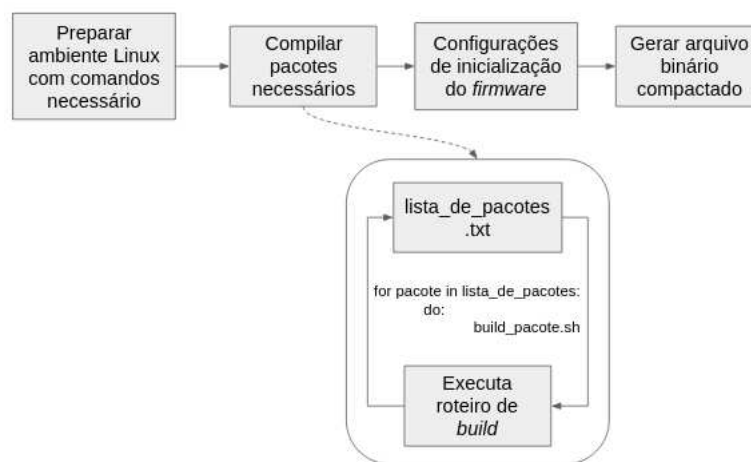 Preparar
ambiente Linux
com comandos
necessário
Compilar
pacotes
necessários
Configurações
de inicialização
do firmware
Gerar arquivo
binário
compactado
lista_de_pacotes
.txt
for pacote in lista_de_pacotes:
do:
build_pacote.sh
Executa
roteiro de
build